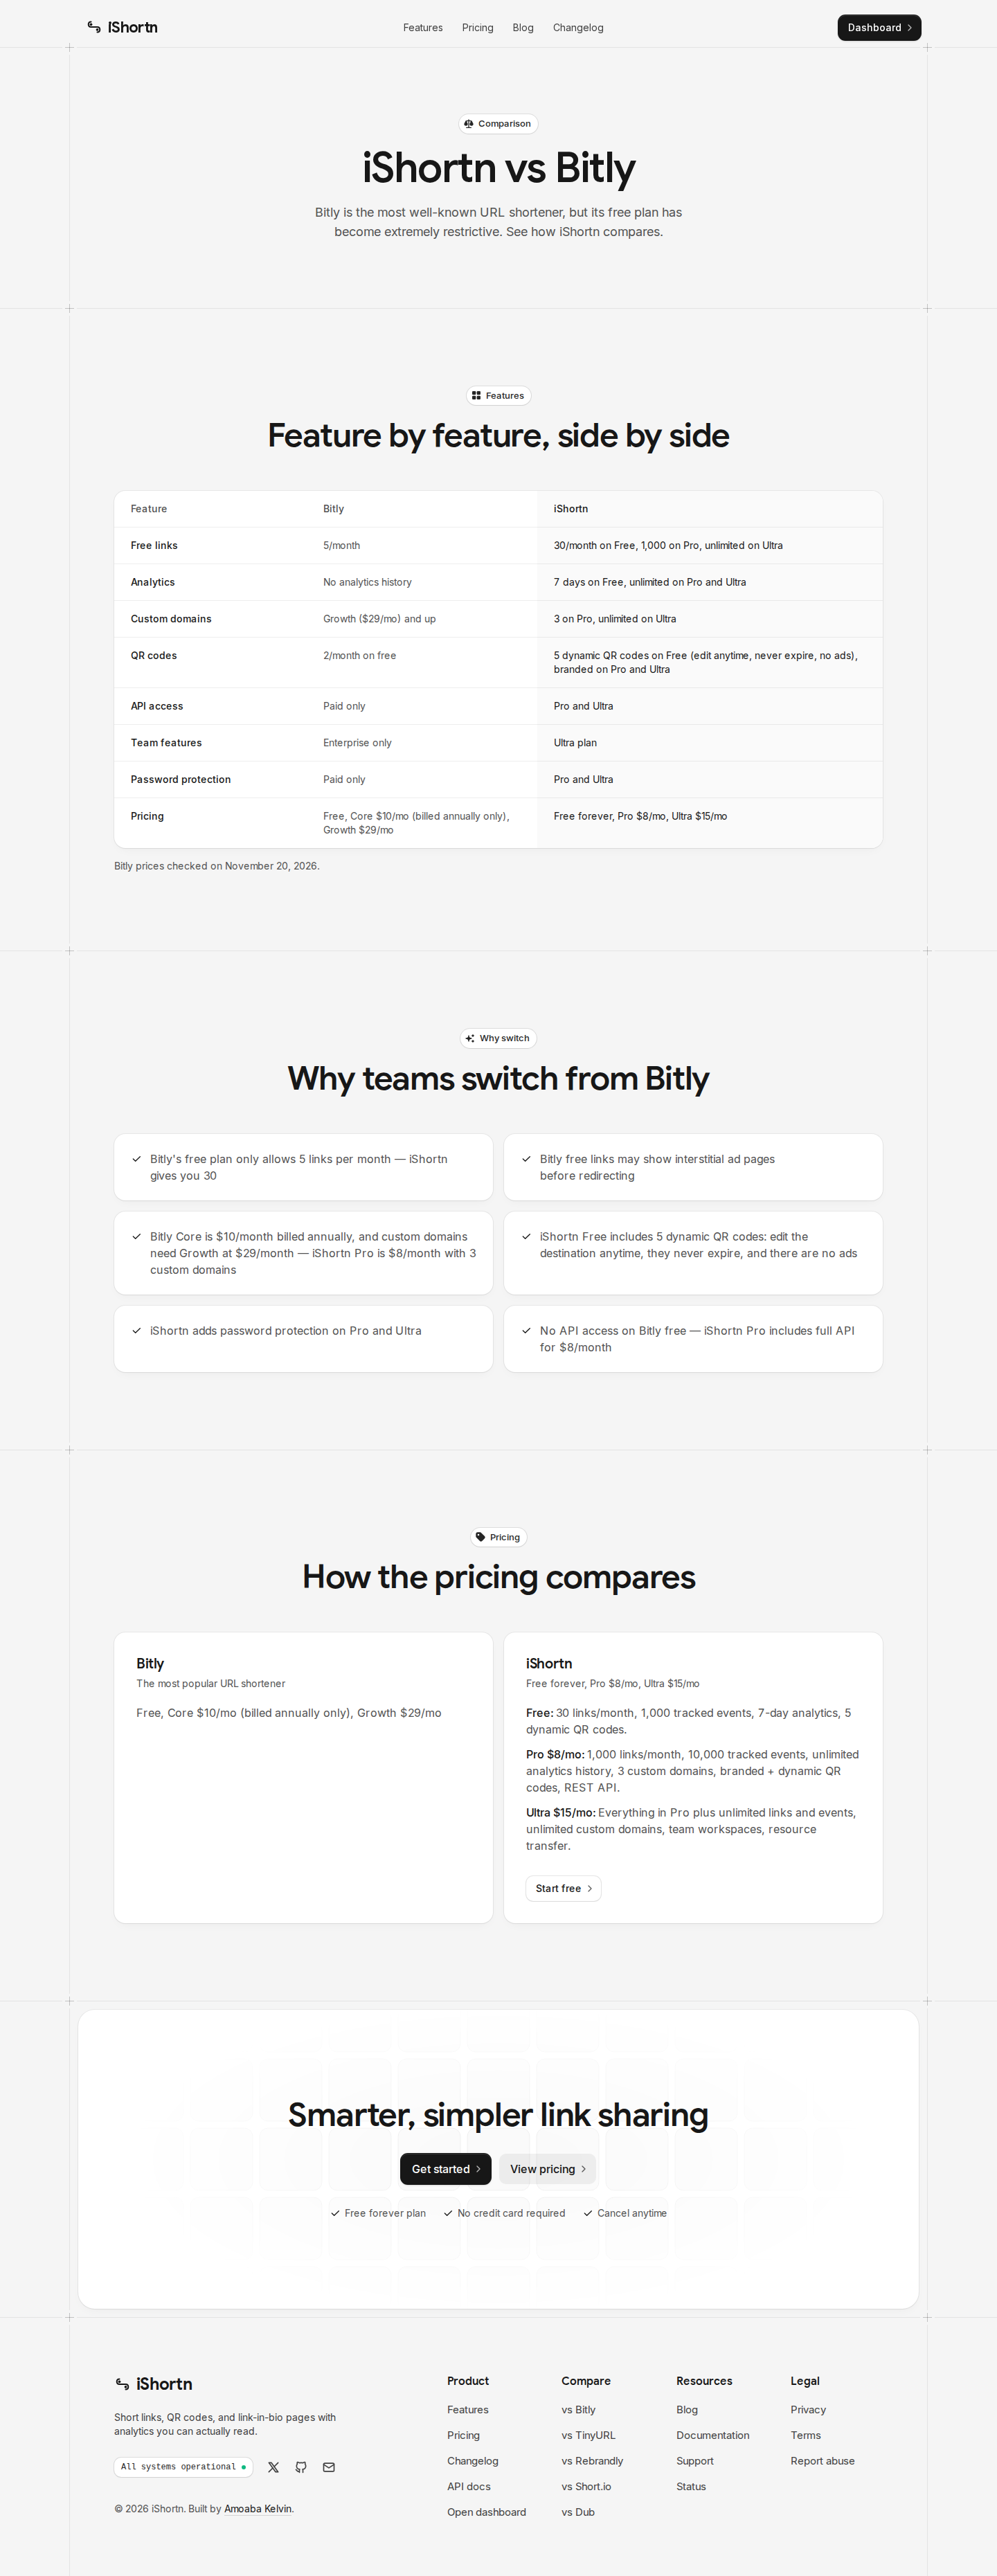 iShortn
Features
Pricing
Blog
Changelog
Dashboard
Comparison
iShortn vs Bitly
Bitly is the most well-known URL shortener, but its free plan has
become extremely restrictive. See how iShortn compares.
Features
Feature by feature, side by side
Feature
Bitly
iShortn
Free links
5/month
30/month on Free, 1,000 on Pro, unlimited on Ultra
Analytics
No analytics history
7 days on Free, unlimited on Pro and Ultra
Custom domains
Growth ($29/mo) and up
3 on Pro, unlimited on Ultra
QR codes
2/month on free
5 dynamic QR codes on Free (edit anytime, never expire, no ads),
branded on Pro and Ultra
API access
Paid only
Pro and Ultra
Team features
Enterprise only
Ultra plan
Password protection
Paid only
Pro and Ultra
Pricing
Free, Core $10/mo (billed annually only),
Growth $29/mo
Free forever, Pro $8/mo, Ultra $15/mo
Bitly prices checked on November 20, 2026.
Why switch
Why teams switch from Bitly
Bitly's free plan only allows 5 links per month — iShortn
gives you 30
Bitly free links may show interstitial ad pages
before redirecting
Bitly Core is $10/month billed annually, and custom domains
need Growth at $29/month — iShortn Pro is $8/month with 3
custom domains
iShortn Free includes 5 dynamic QR codes: edit the
destination anytime, they never expire, and there are no ads
iShortn adds password protection on Pro and Ultra
No API access on Bitly free — iShortn Pro includes full API
for $8/month
Pricing
How the pricing compares
Bitly
The most popular URL shortener
Free, Core $10/mo (billed annually only), Growth $29/mo
iShortn
Free forever, Pro $8/mo, Ultra $15/mo
Free: 30 links/month, 1,000 tracked events, 7-day analytics, 5
dynamic QR codes.
Pro $8/mo: 1,000 links/month, 10,000 tracked events, unlimited
analytics history, 3 custom domains, branded + dynamic QR
codes, REST API.
Ultra $15/mo: Everything in Pro plus unlimited links and events,
unlimited custom domains, team workspaces, resource
transfer.
Start free
Smarter, simpler link sharing
Get started
View pricing
Free forever plan
No credit card required
Cancel anytime
iShortn
Short links, QR codes, and link-in-bio pages with
analytics you can actually read.
All systems operational
© 2026 iShortn. Built by Amoaba Kelvin.
Product
Features
Pricing
Changelog
API docs
Open dashboard
Compare
vs Bitly
vs TinyURL
vs Rebrandly
vs Short.io
vs Dub
Resources
Blog
Documentation
Support
Status
Legal
Privacy
Terms
Report abuse